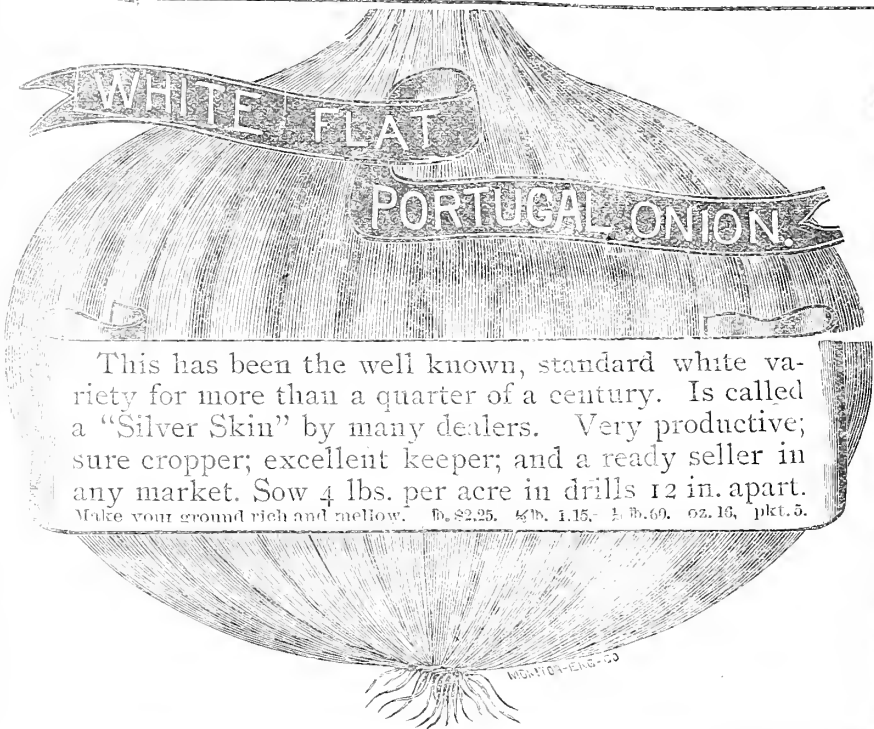 WHITE FLAT
PORTUGAL ONION.
This has been the well known, standard white va-
riety for more than a quarter of a century. Is called
a "Silver Skin" by many dealers. Very productive;
sure cropper; excellent keeper; and a ready seller in
any market. Sow 4 lbs. per acre in drills 12 in. apart.
Make your ground rich and mellow. lb. $2.25. ½ lb. 1.15, lb. .60. oz. 16, pkt. 5.
MONITOR-ENG-CO